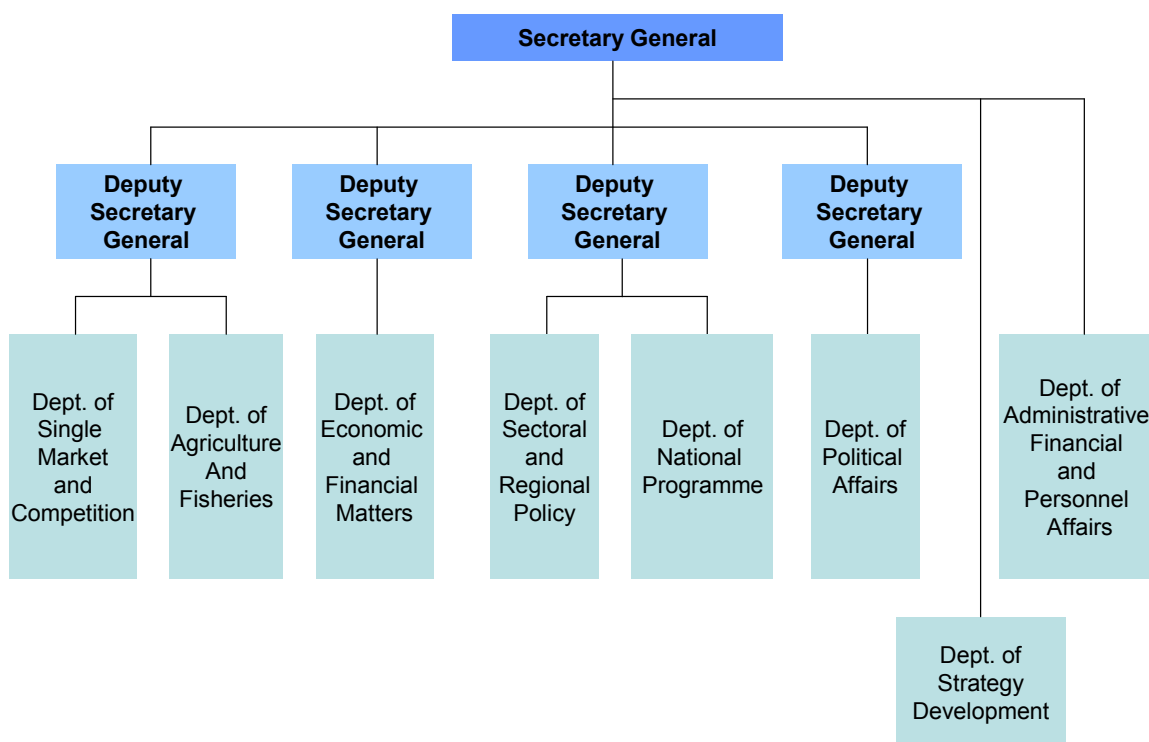 Secretary General
Deputy
Secretary
General
Deputy
Secretary
General
Deputy
Secretary
General
Deputy
Secretary
General
Dept. of
Single
Market
and
Competition
Dept. of
Agriculture
And
Fisheries
Dept. of
Economic
and
Financial
Matters
Dept. of
Sectoral
and
Regional
Policy
Dept. of
National
Programme
Dept. of
Political
Affairs
Dept. of
Administrative
Financial
and
Personnel
Affairs
Dept. of
Strategy
Development